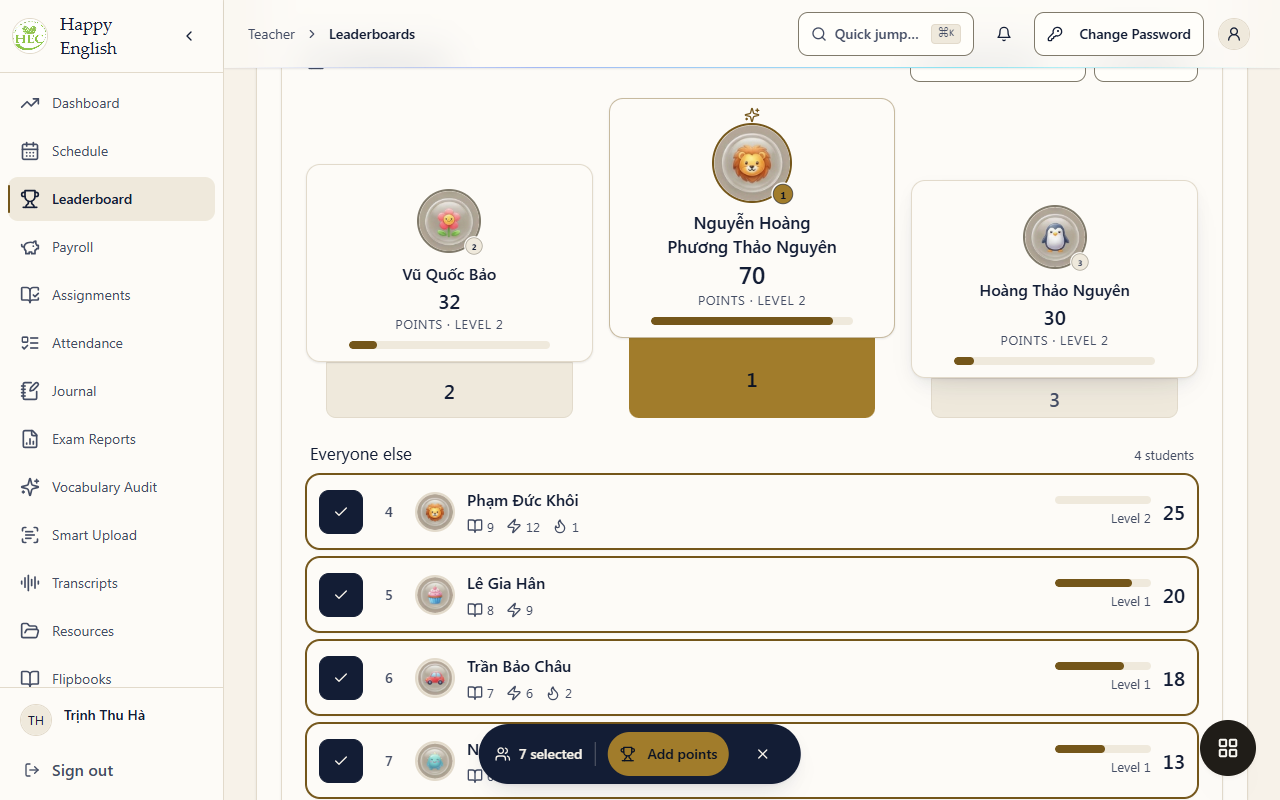 HEC
Happy
English
Teacher
Leaderboards
Quick jump...
⌘K
Change Password
Dashboard
Schedule
Leaderboard
Payroll
Assignments
Attendance
Journal
Exam Reports
Vocabulary Audit
Smart Upload
Transcripts
Resources
Flipbooks
TH
Trịnh Thu Hà
Sign out
2
Vũ Quốc Bảo
32
POINTS · LEVEL 2
2
1
Nguyễn Hoàng
Phương Thảo Nguyên
70
POINTS · LEVEL 2
1
3
Hoàng Thảo Nguyên
30
POINTS · LEVEL 2
3
Everyone else
4 students
4
Phạm Đức Khôi
9 12 1
Level 2 25
5
Lê Gia Hân
8 9
Level 1 20
6
Trần Bảo Châu
7 6 2
Level 1 18
7
Level 1 13
7 selected
Add points